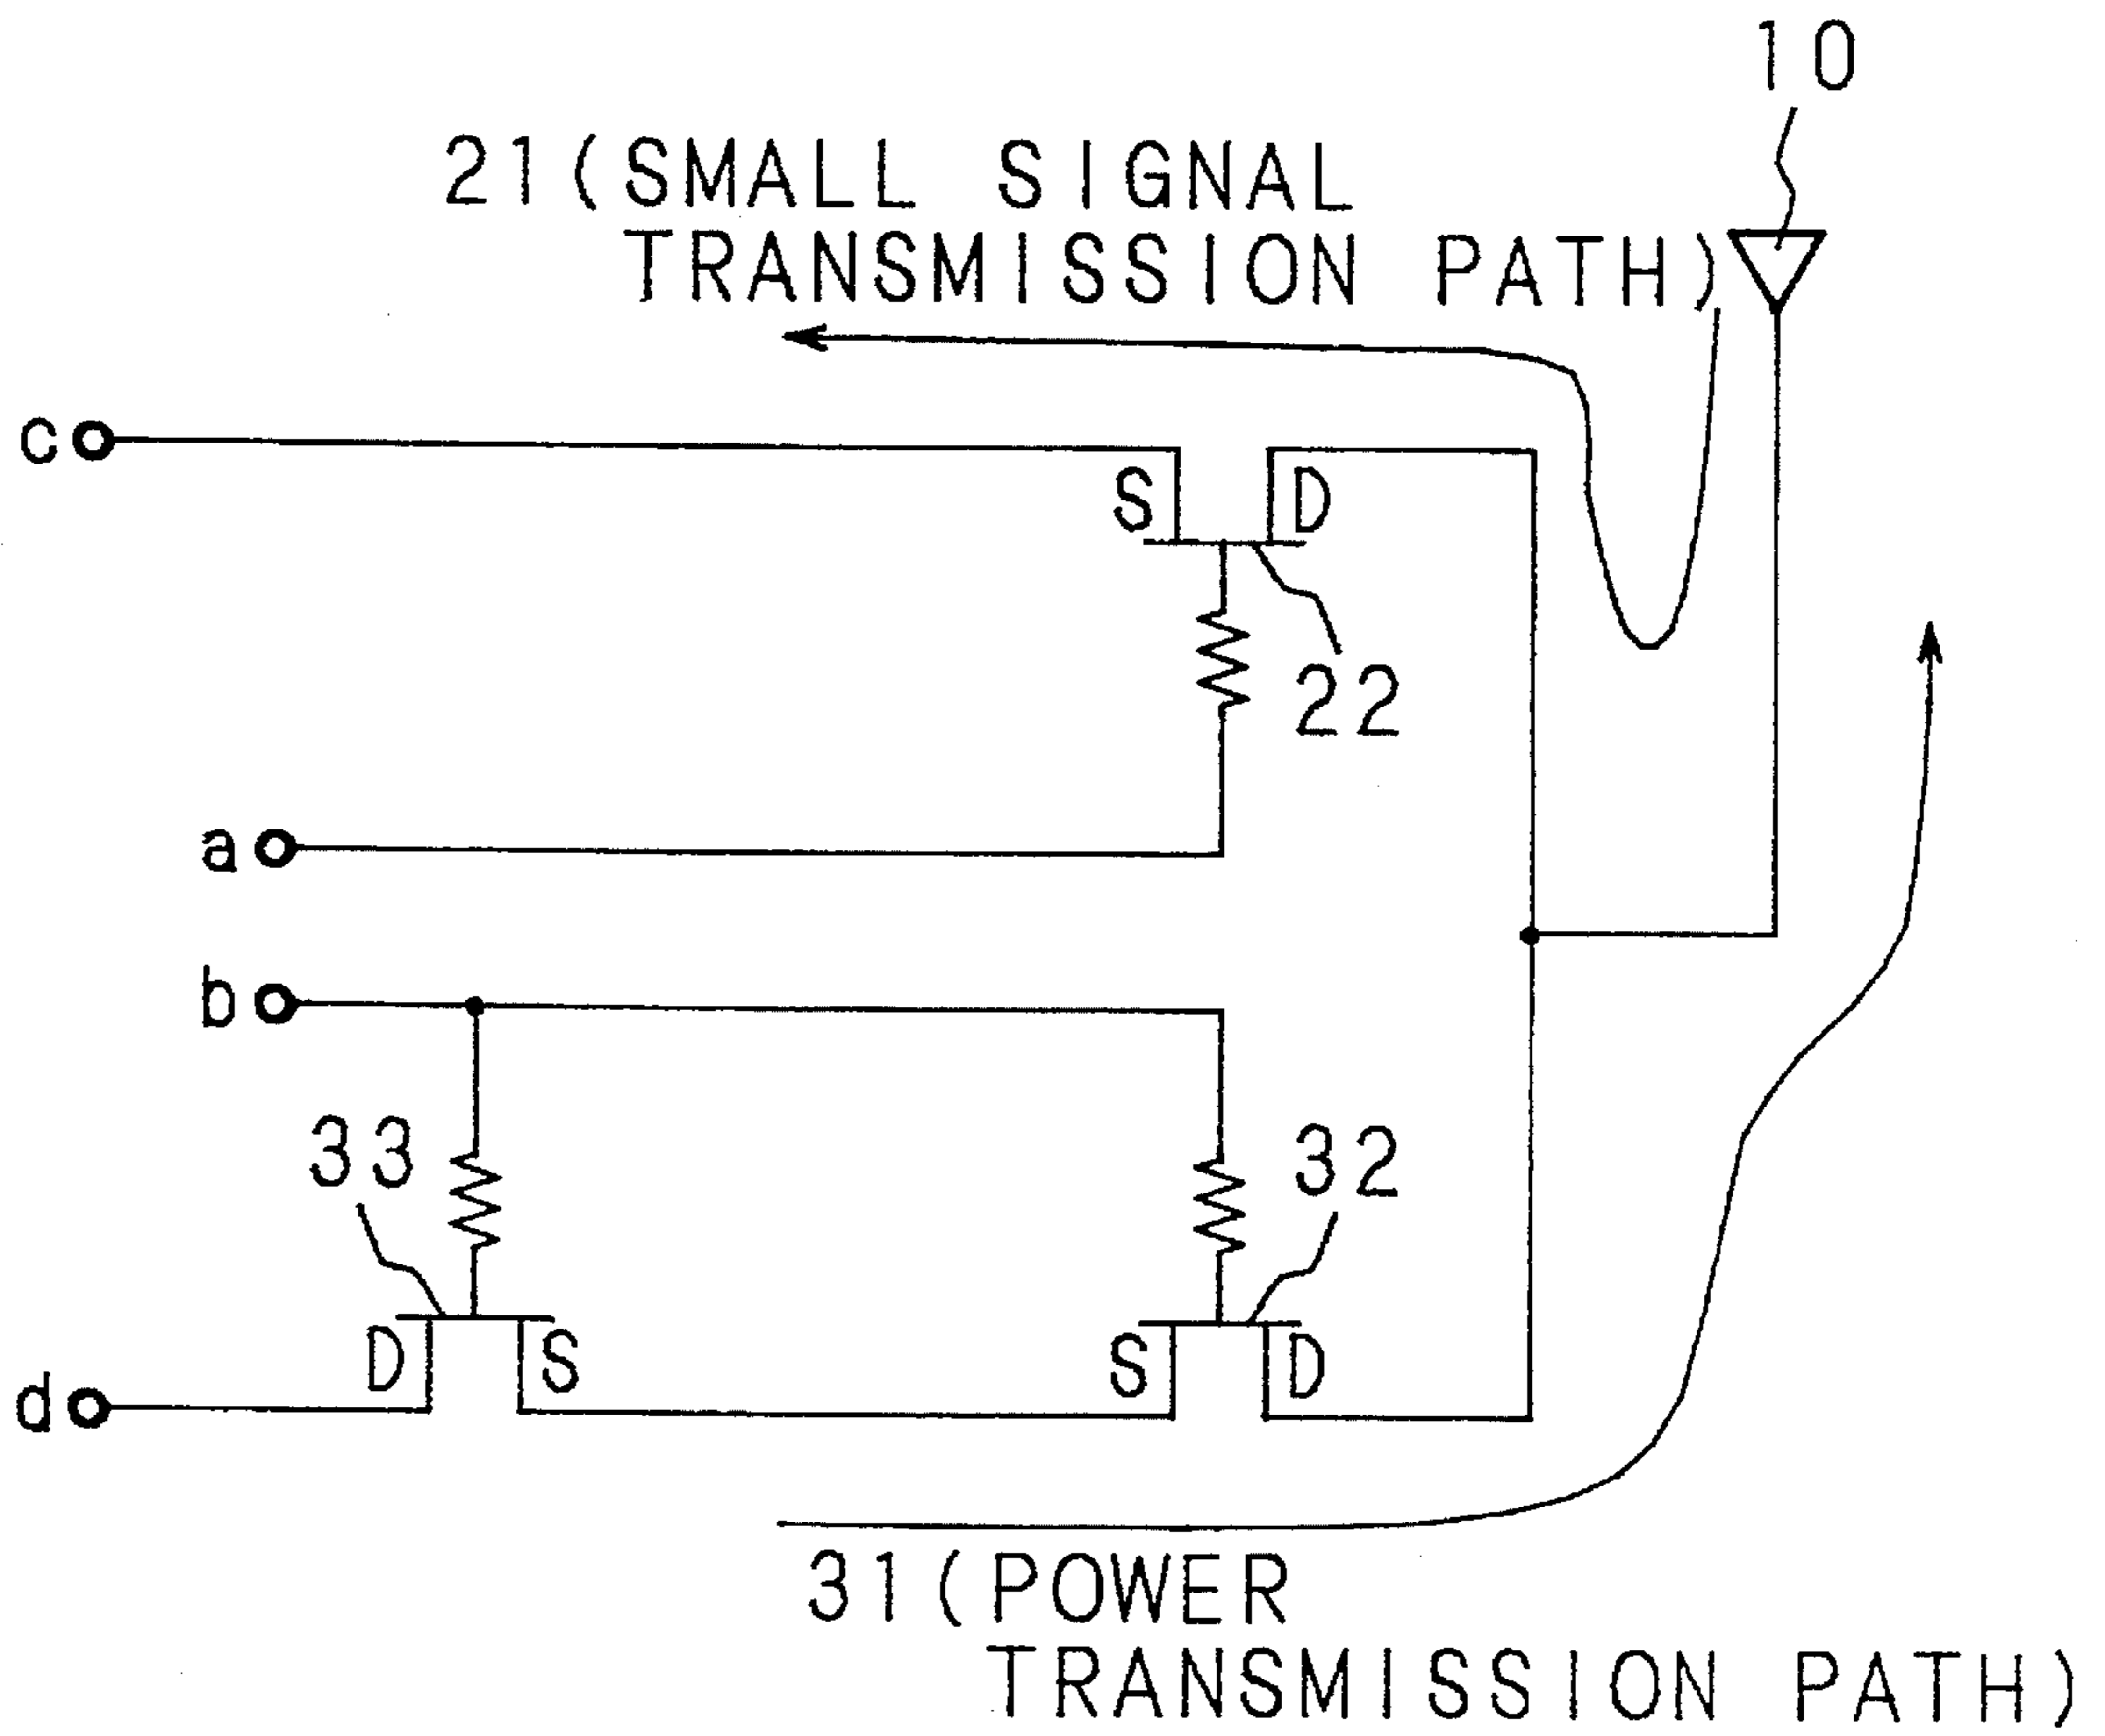 10
21(SMALL SIGNAL
TRANSMISSION PATH)
c
S
D
22
a
b
33
32
D
S
S
D
d
31(POWER
TRANSMISSION PATH)